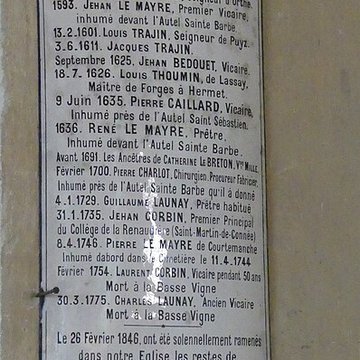 Seigneur d'Orthe.
1593. JEHAN LE MAYRE, Premier Vicaire,
inhumé devant l'Autel Sainte Barbe.
13.2.1601. LOUIS TRAJIN, Seigneur de Puyz.
3.6.1611. JACQUES TRAJIN.
Septembre 1625. JEHAN BEDOUET, Vicaire.
18.7.1626. LOUIS THOUMIN, de Lassay,
Maître de Forges à Hermet.
9 Juin 1635. PIERRE CAILLARD, Vicaire,
Inhumé près de l'Autel Saint Sébastien.
1636. RENÉ LE MAYRE, Prêtre,
Inhumé devant l'Autel Sainte Barbe.
Avant 1691. Les Ancêtres de CATHERINE LE BRETON, Vve MILLE.
Février 1700. PIERRE CHARLOT, Chirurgien, Procureur Fabricier,
Inhumé près de l'Autel Sainte Barbe qu'il à donné
4.1.1729. GUILLAUME LAUNAY, Prêtre habitué
31.1.1735. JEHAN CORBIN, Premier Principal
du Collège de la Renaudière (Saint-Martin-de-Connée)
8.4.1746. PIERRE LE MAYRE de Courtemanche
Inhumé dabord dans le Cimetière le 11.4.1744
Février 1754. LAURENT CORBIN, Vicaire pendant 50 ans
Mort à la Basse Vigne
30.3.1775. CHARLES LAUNAY, Ancien Vicaire
Mort à la Basse Vigne
Le 26 Février 1846, ont été solennellement ramenés
dans notre Eglise les restes de